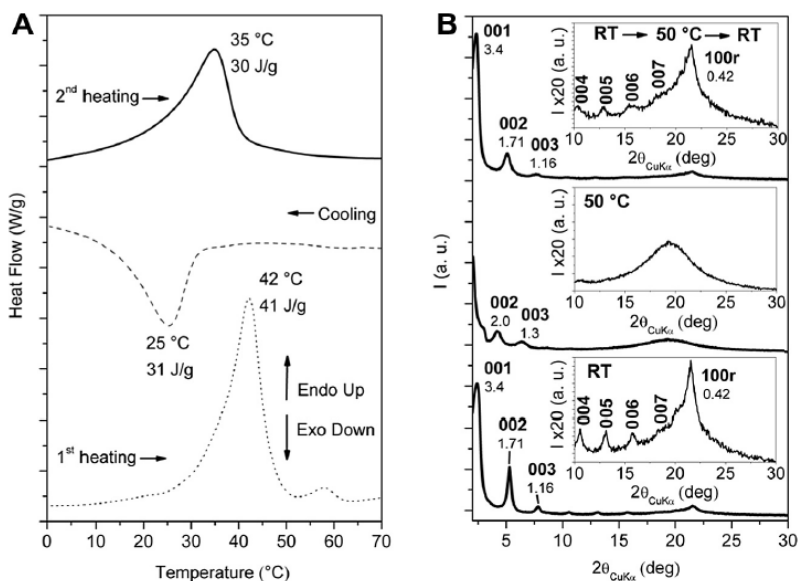 A
35 °C
30 J/g
2nd heating
Cooling
42 °C
41 J/g
25 °C
31 J/g
Endo Up
Exo Down
1st heating
Heat Flow (W/g)
0 10 20 30 40 50 60 70
Temperature (°C)
B
001
3.4
002
1.71
003
1.16
RT → 50 °C → RT
100r
0.42
004
005
006
007
I x20 (a. u.)
10 15 20 25 30
2θCuKα (deg)
50 °C
002
2.0
003
1.3
I x20 (a. u.)
10 15 20 25 30
2θCuKα (deg)
001
3.4
002
1.71
003
1.16
RT
100r
0.42
004
005
006
007
I x20 (a. u.)
10 15 20 25 30
2θCuKα (deg)
I (a. u.)
5 10 15 20 25 30
2θCuKα (deg)